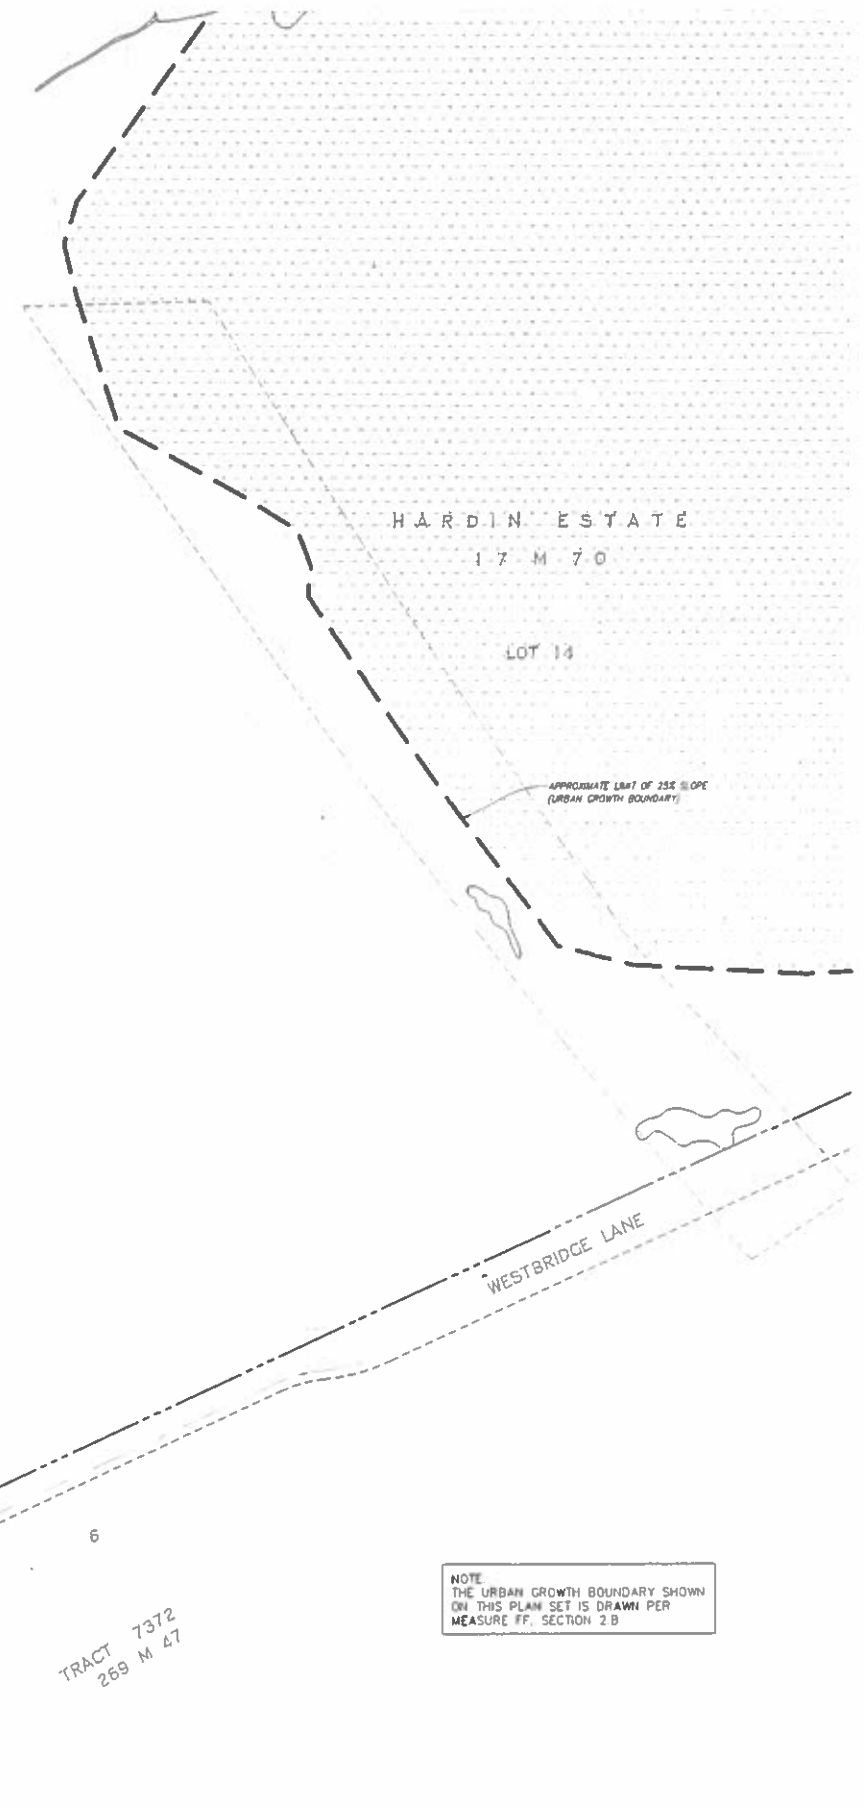 HARDIN ESTATE
17 M 70
LOT 14
APPROXIMATE LIMIT OF 25% SLOPE
(URBAN GROWTH BOUNDARY)
WESTBRIDGE LANE
6
TRACT 7372
269 M 47
NOTE
THE URBAN GROWTH BOUNDARY SHOWN
ON THIS PLAN SET IS DRAWN PER
MEASURE FF, SECTION 2.B